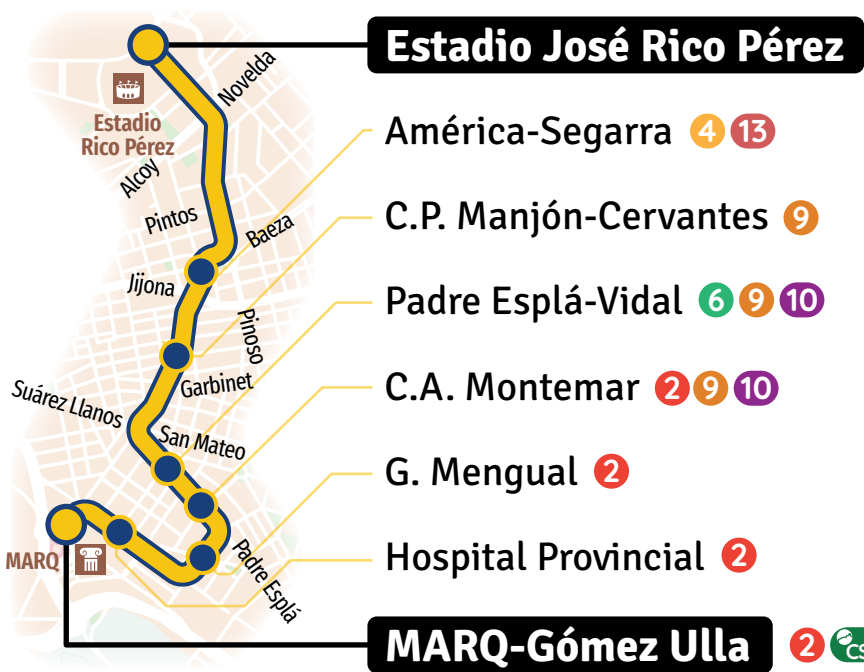 Estadio José Rico Pérez
Novelda
Estadio
Rico Pérez
América-Segarra 4 13
Alcoy
Pintos
Baeza
C.P. Manjón-Cervantes 9
Jijona
Padre Esplá-Vidal 6 9 10
Pinoso
Garbinet
C.A. Montemar 2 9 10
Suárez Llanos
San Mateo
G. Mengual 2
MARQ
Padre Esplá
Hospital Provincial 2
MARQ-Gómez Ulla 2